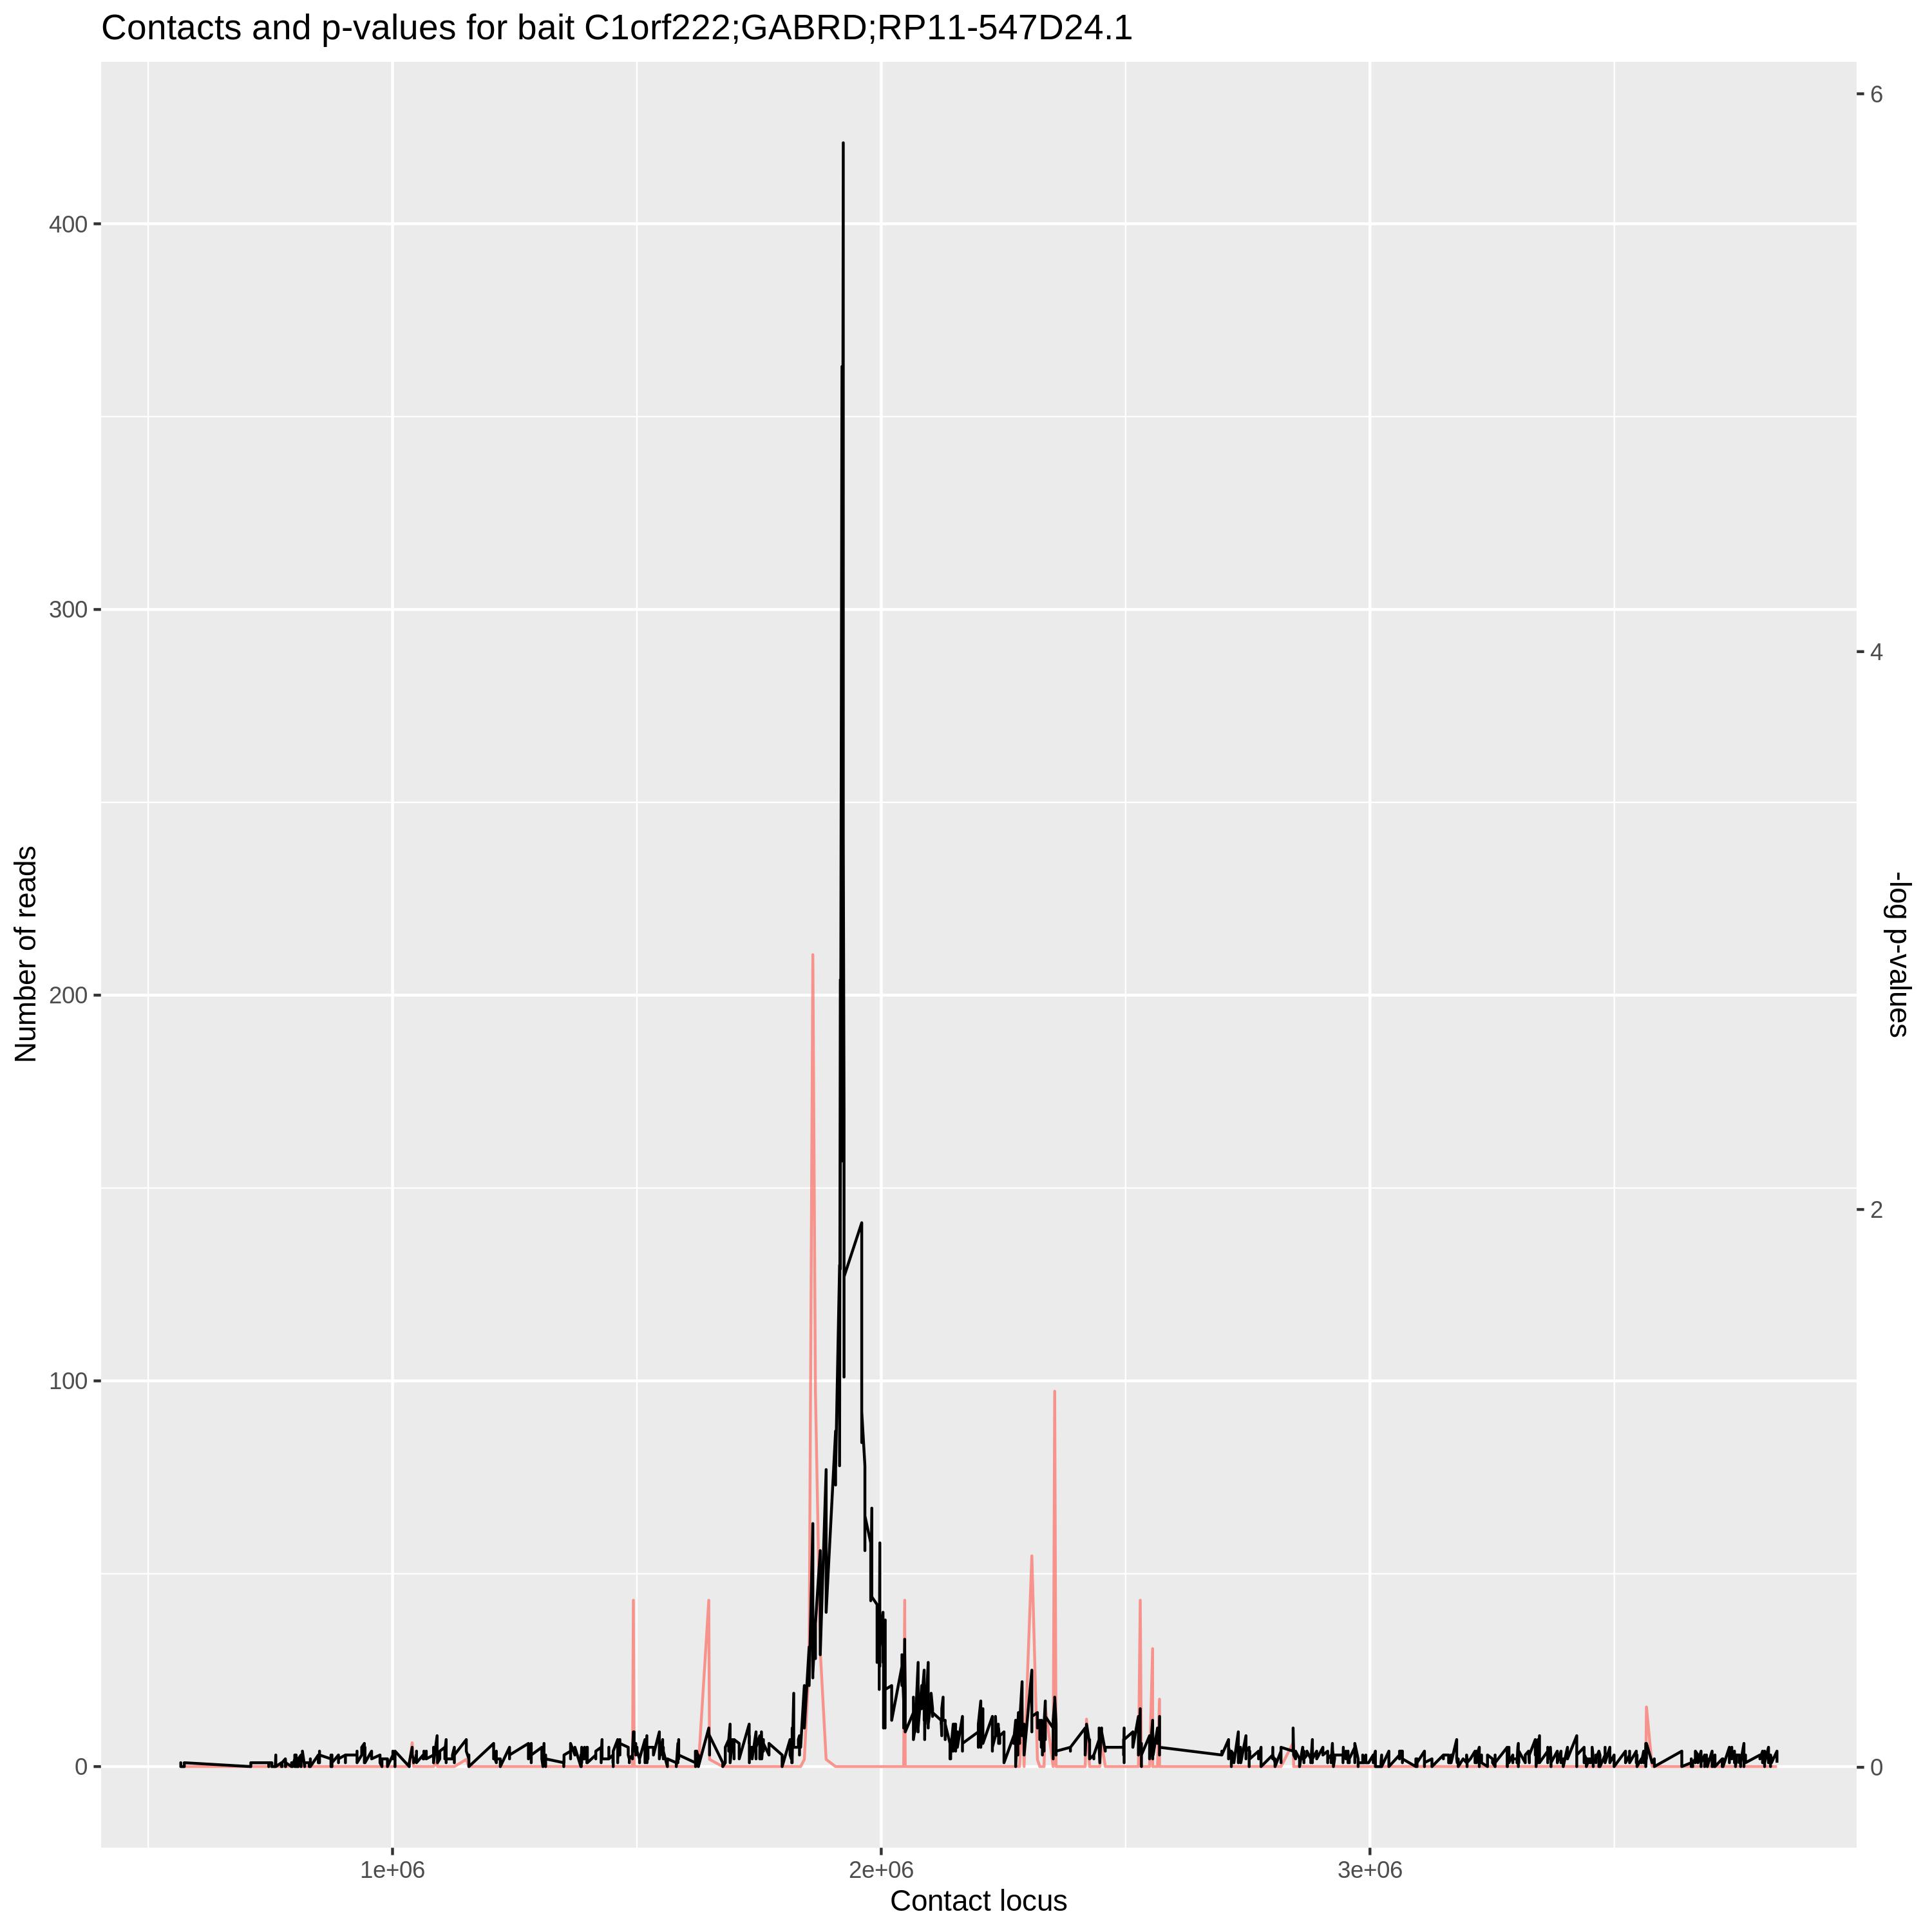 Contacts and p-values for bait C1orf222;GABRD;RP11-547D24.1
Number of reads
400
300
200
100
0
6
4
2
0
-log p-values
1e+06
2e+06
3e+06
Contact locus